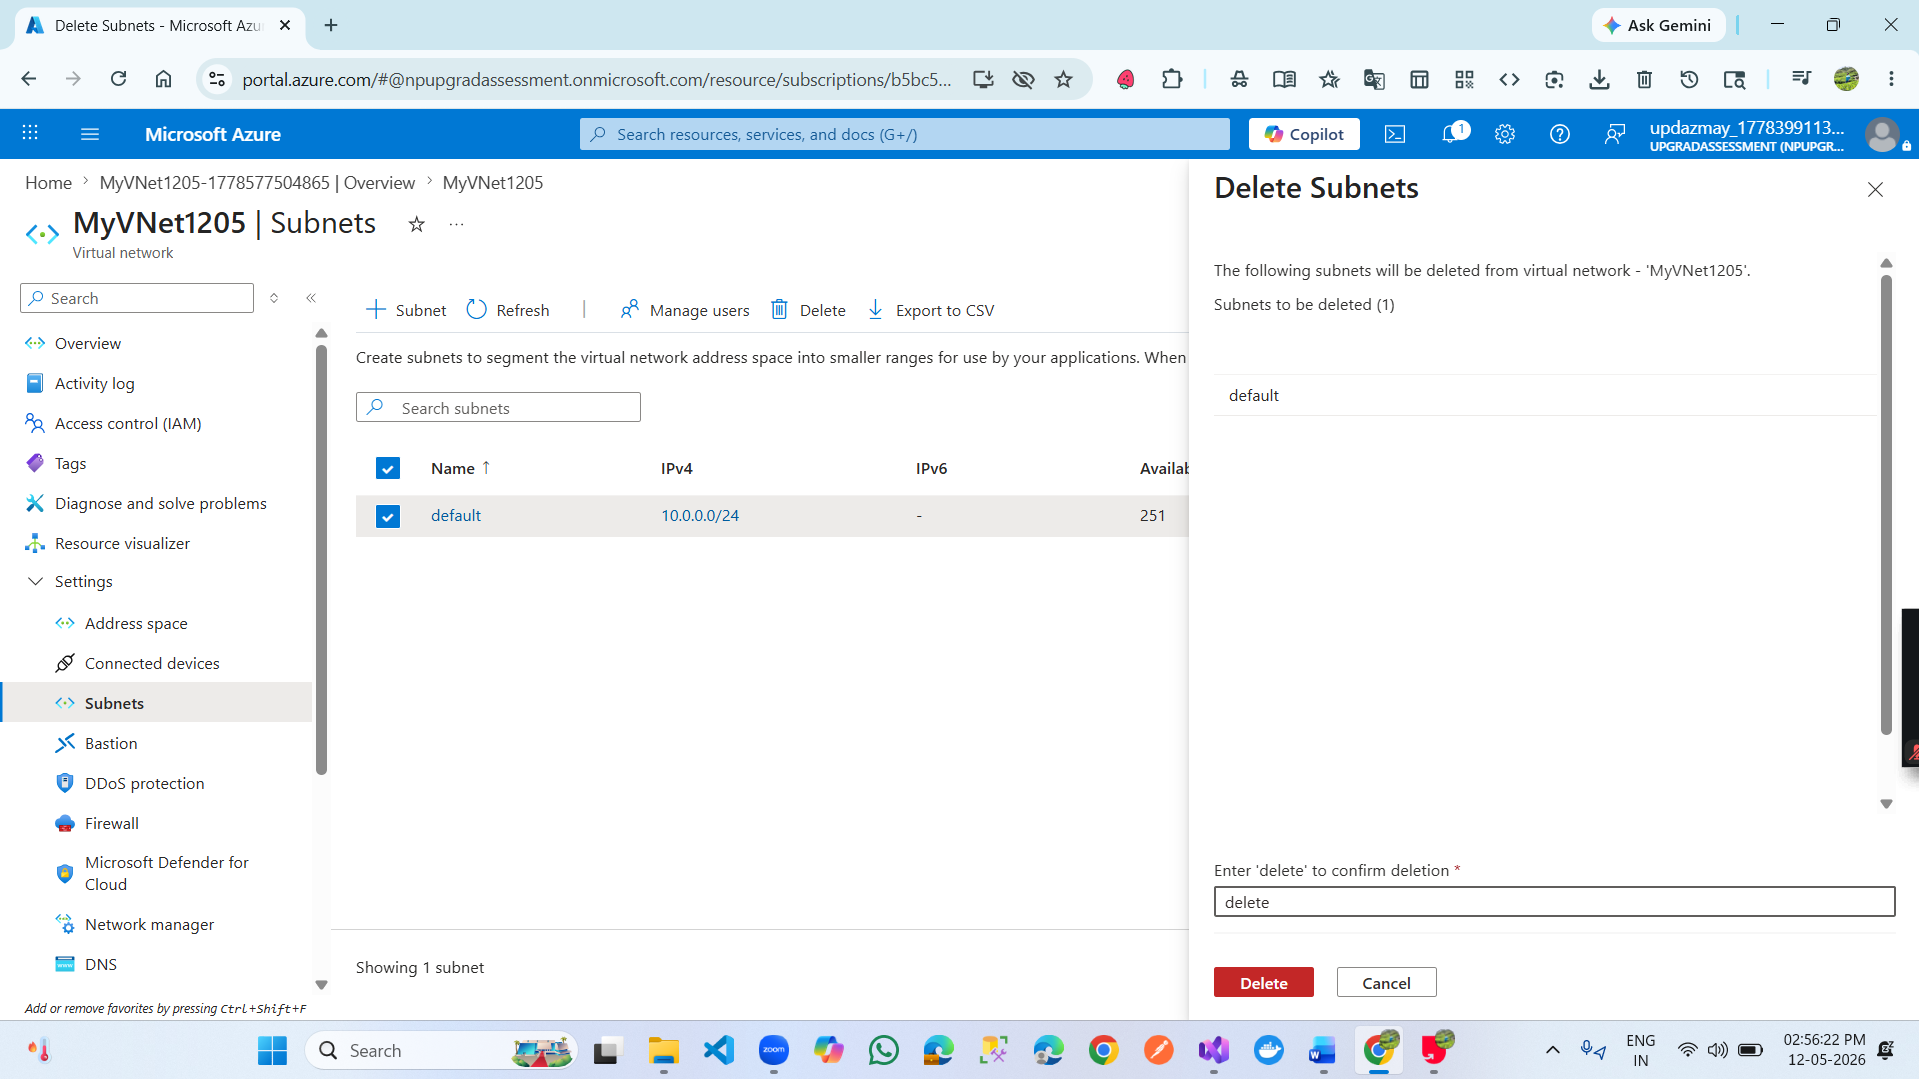 Delete Subnets - Microsoft Azu
Ask Gemini
portal.azure.com/#@npupgradassessment.onmicrosoft.com/resource/subscriptions/b5bc5...
Microsoft Azure
Search resources, services, and docs (G+/)
Copilot
1
updazmay_1778399113...
UPGRADASSESSMENT (NPUPGR...
Home > MyVNet1205-1778577504865 | Overview > MyVNet1205
MyVNet1205 | Subnets
Virtual network
Search
Overview
Activity log
Access control (IAM)
Tags
Diagnose and solve problems
Resource visualizer
Settings
Address space
Connected devices
Subnets
Bastion
DDoS protection
Firewall
Microsoft Defender for
Cloud
Network manager
DNS
Add or remove favorites by pressing Ctrl+Shift+F
Subnet
Refresh
Manage users
Delete
Export to CSV
Create subnets to segment the virtual network address space into smaller ranges for use by your applications. When
Search subnets
Name ↑ IPv4 IPv6 Availab
default 10.0.0.0/24 - 251
Showing 1 subnet
Delete Subnets
The following subnets will be deleted from virtual network - 'MyVNet1205'.
Subnets to be deleted (1)
default
Enter 'delete' to confirm deletion *
delete
Delete
Cancel
Search
zoom
ENG
IN
02:56:22 PM
12-05-2026